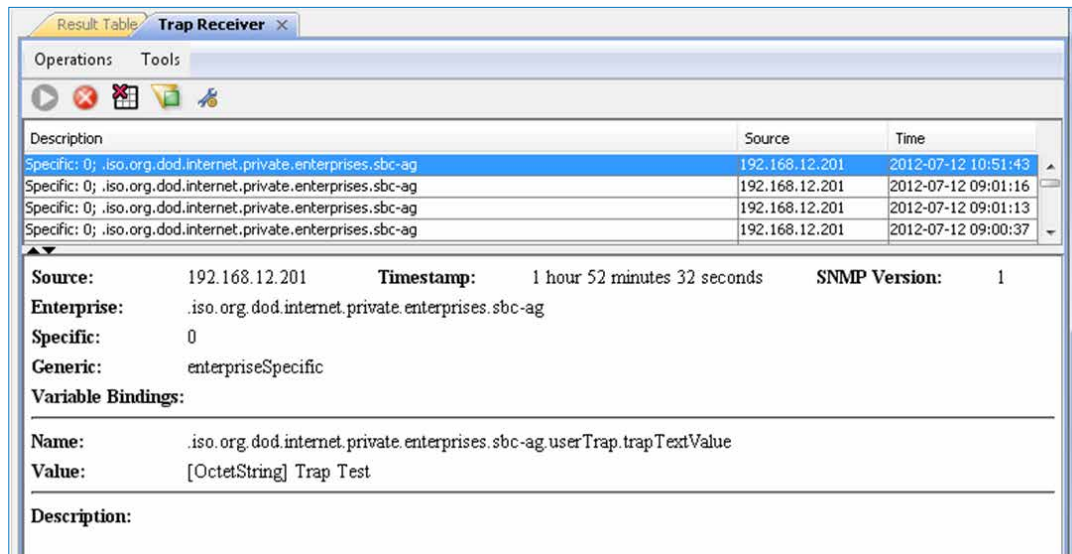 Result Table Trap Receiver
Operations Tools
Description Source Time
Specific: 0; .iso.org.dod.internet.private.enterprises.sbc-ag 192.168.12.201 2012-07-12 10:51:43
Specific: 0; .iso.org.dod.internet.private.enterprises.sbc-ag 192.168.12.201 2012-07-12 09:01:16
Specific: 0; .iso.org.dod.internet.private.enterprises.sbc-ag 192.168.12.201 2012-07-12 09:01:13
Specific: 0; .iso.org.dod.internet.private.enterprises.sbc-ag 192.168.12.201 2012-07-12 09:00:37
Source: 192.168.12.201 Timestamp: 1 hour 52 minutes 32 seconds SNMP Version: 1
Enterprise: .iso.org.dod.internet.private.enterprises.sbc-ag
Specific: 0
Generic: enterpriseSpecific
Variable Bindings:
Name: .iso.org.dod.internet.private.enterprises.sbc-ag.userTrap.trapTextValue
Value: [OctetString] Trap Test
Description: